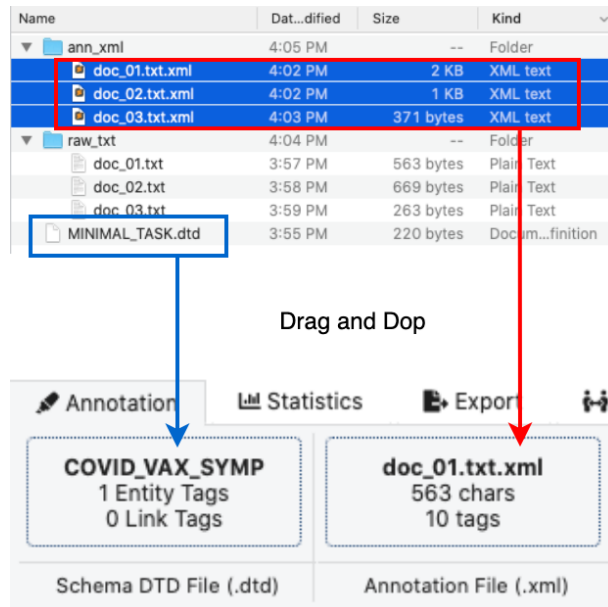 Name Dat...dified Size Kind
ann_xml 4:05 PM -- Folder
doc_01.txt.xml 4:02 PM 2 KB XML text
doc_02.txt.xml 4:02 PM 1 KB XML text
doc_03.txt.xml 4:03 PM 371 bytes XML text
raw_txt 4:04 PM -- Folder
doc_01.txt 3:57 PM 563 bytes Plain Text
doc_02.txt 3:58 PM 669 bytes Plain Text
doc_03.txt 3:59 PM 263 bytes Plain Text
MINIMAL_TASK.dtd 3:55 PM 220 bytes Docum...finition
Drag and Dop
Annotation Statistics Export
COVID_VAX_SYMP doc_01.txt.xml
1 Entity Tags 563 chars
0 Link Tags 10 tags
Schema DTD File (.dtd) Annotation File (.xml)